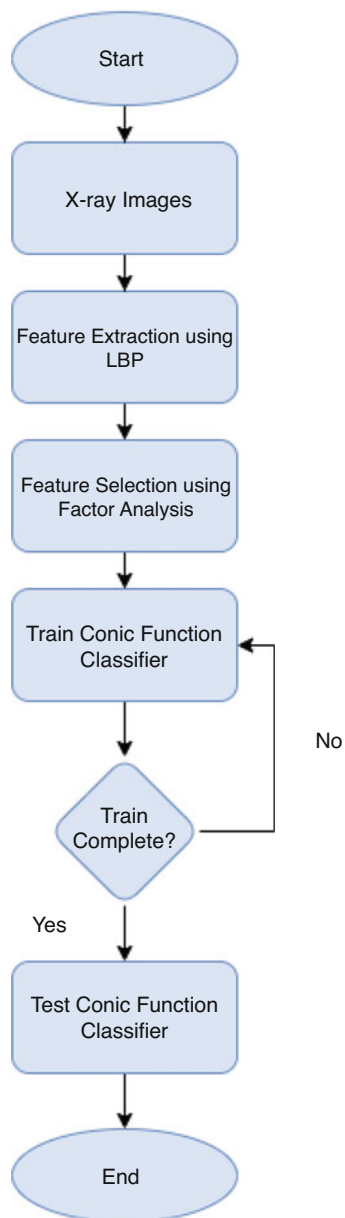 Start
X-ray Images
Feature Extraction using
LBP
Feature Selection using
Factor Analysis
Train Conic Function
Classifier
No
Train
Complete?
Yes
Test Conic Function
Classifier
End